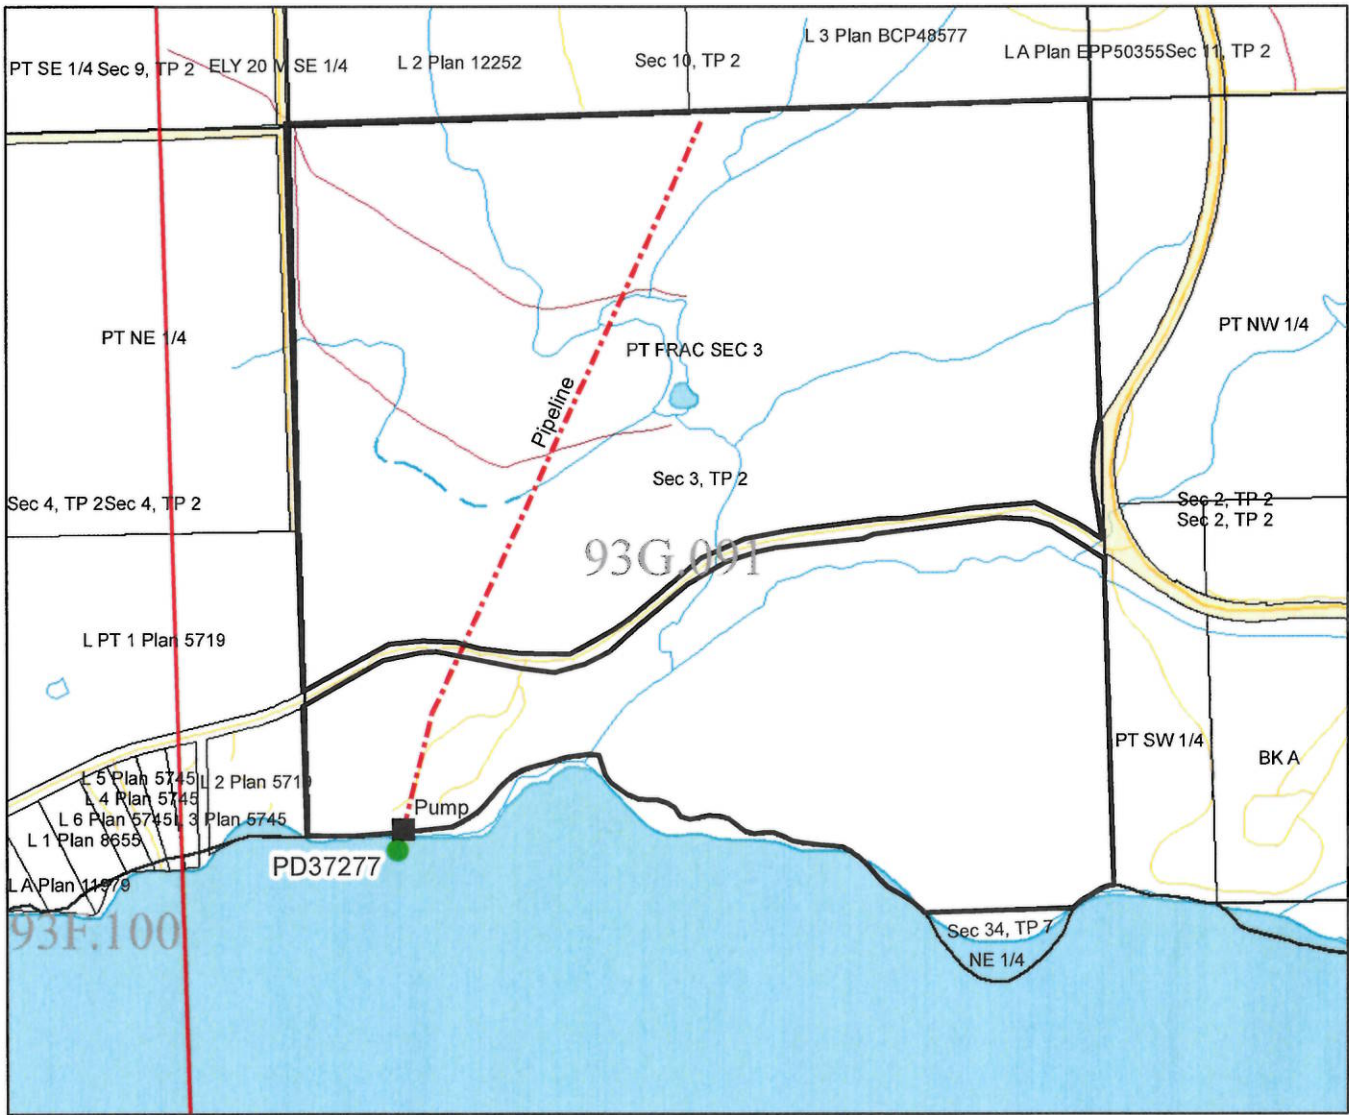 L 3 Plan BCP48577
PT SE 1/4 Sec 9, TP 2
ELY 20 M SE 1/4
L 2 Plan 12252
Sec 10, TP 2
L A Plan EPP50355Sec 11, TP 2
PT NE 1/4
PT FRAC SEC 3
PT NW 1/4
Pipeline
Sec 4, TP 2Sec 4, TP 2
Sec 3, TP 2
Sec 2, TP 2
Sec 2, TP 2
93G.091
L PT 1 Plan 5719
PT SW 1/4
BK A
L 5 Plan 5745
L 2 Plan 5719
L 4 Plan 5745
L 6 Plan 5745L 3 Plan 5745
L 1 Plan 8655
Pump
PD37277
L A Plan 11979
93F.100
Sec 34, TP 7
NE 1/4